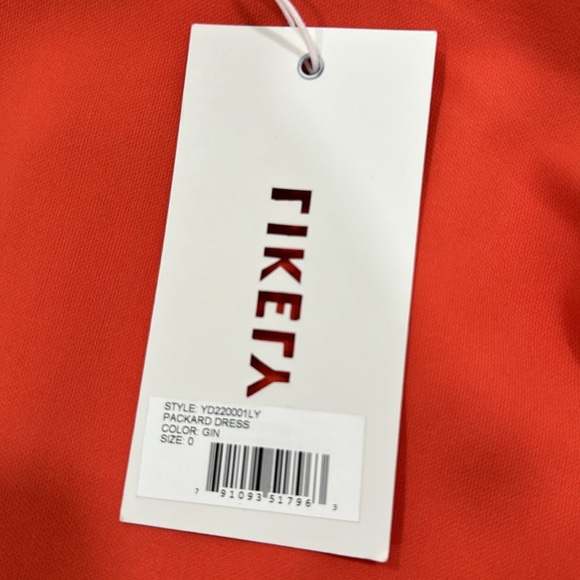 LIKELY
STYLE: YD220001LY
PACKARD DRESS
COLOR: GIN
SIZE: 0
7 91093 51796 3